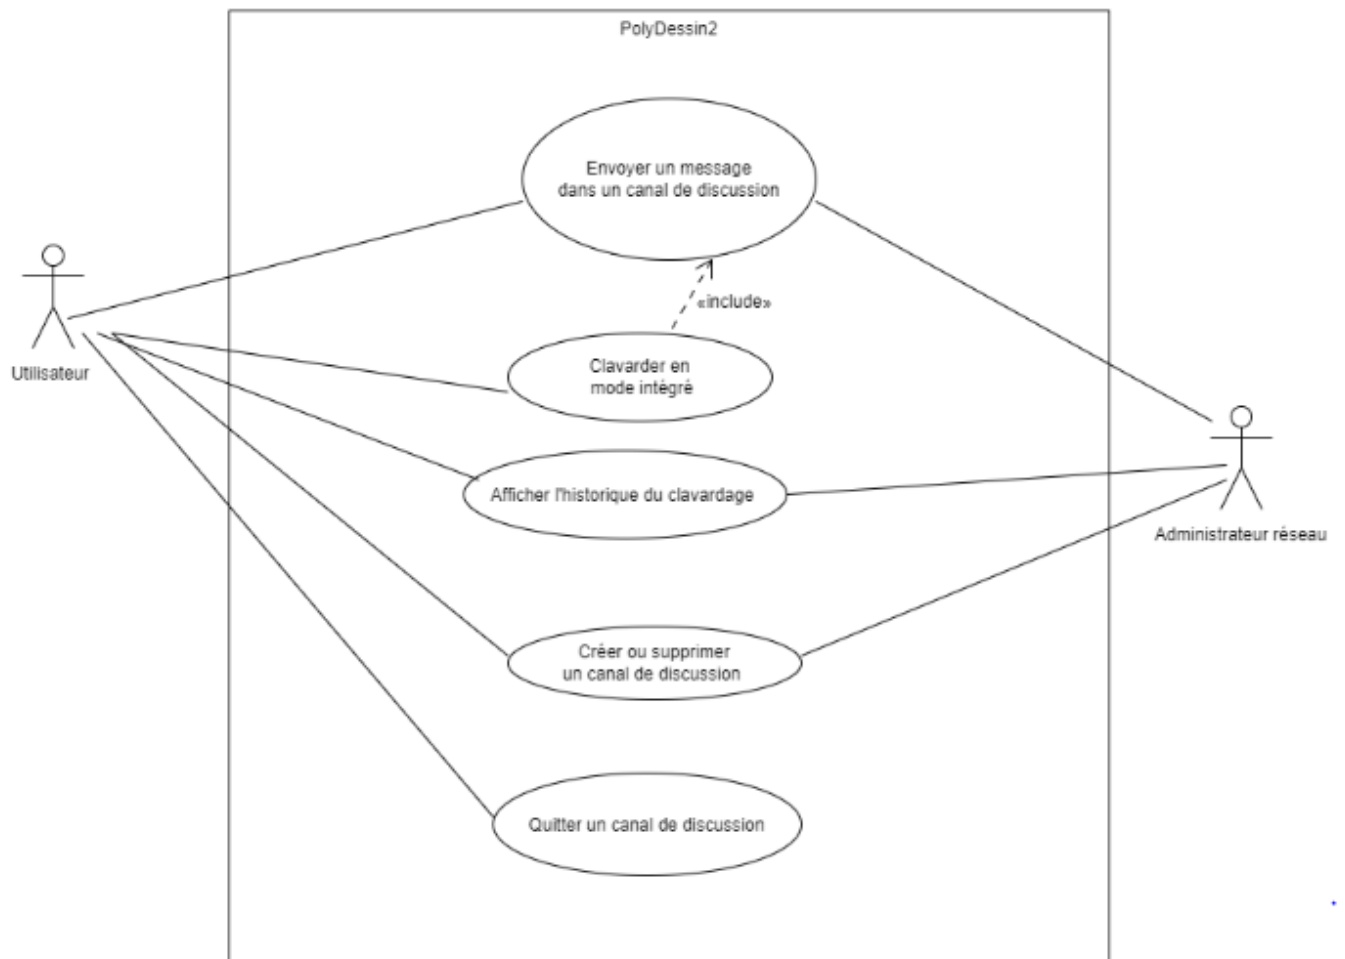 PolyDessin2
Envoyer un message
dans un canal de discussion
«include»
Utilisateur
Clavarder en
mode intégré
Afficher l'historique du clavardage
Administrateur réseau
Créer ou supprimer
un canal de discussion
Quitter un canal de discussion